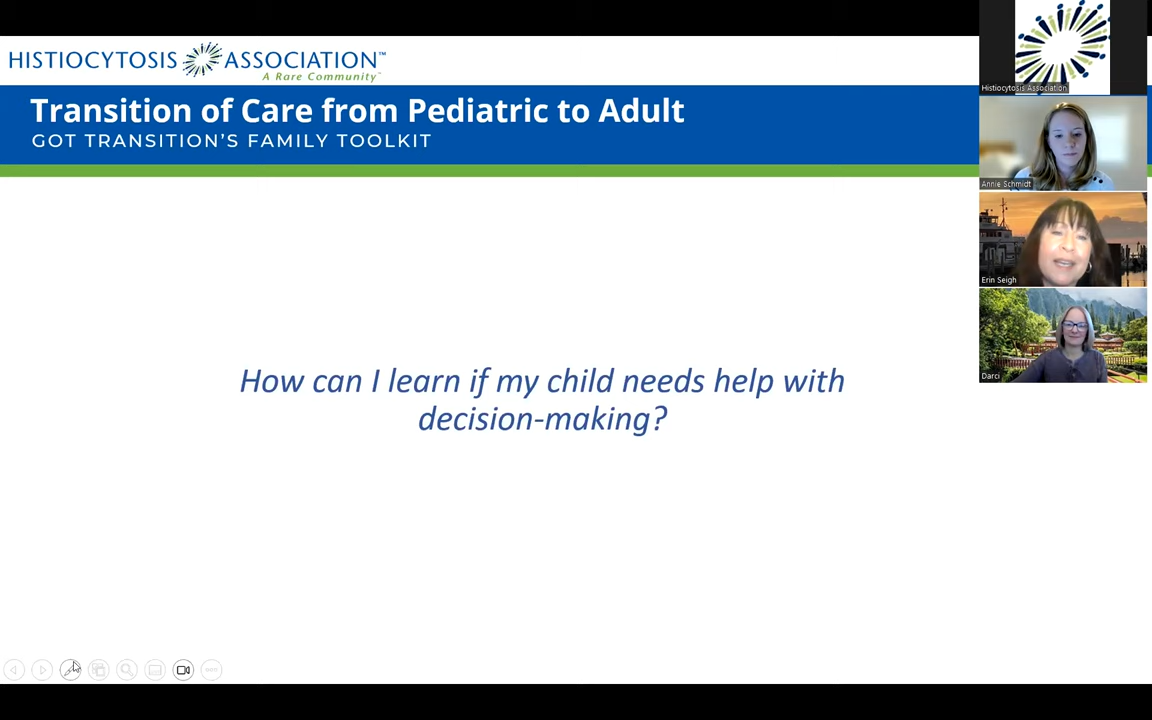 HISTIOCYTOSIS ASSOCIATION™
A Rare Community™
Transition of Care from Pediatric to Adult
GOT TRANSITION'S FAMILY TOOLKIT
How can I learn if my child needs help with
decision-making?
Histiocytosis Association
Annie Schmidt
Erin Seigh
Darci